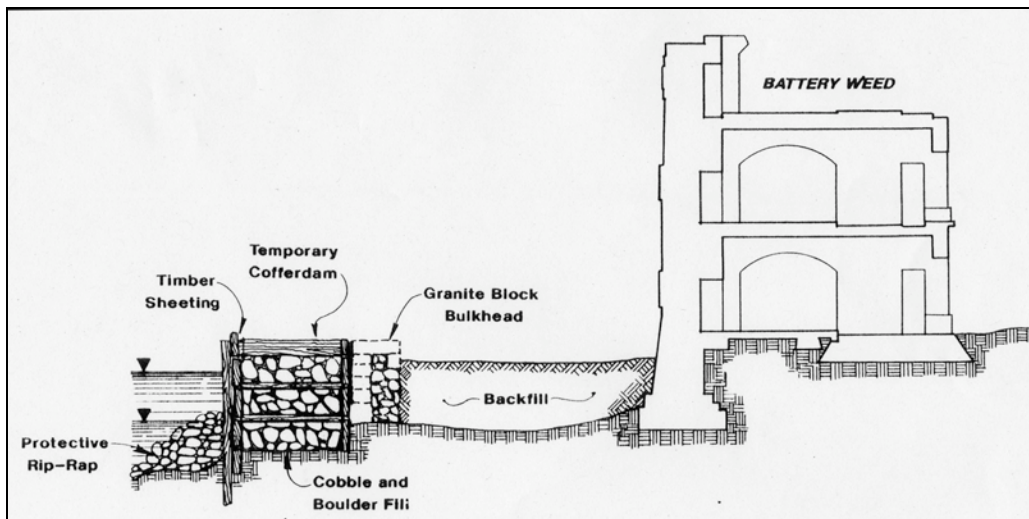 BATTERY WEED
Temporary
Cofferdam
Timber
Sheeting
Granite Block
Bulkhead
Backfill
Protective
Rip-Rap
Cobble and
Boulder Fill